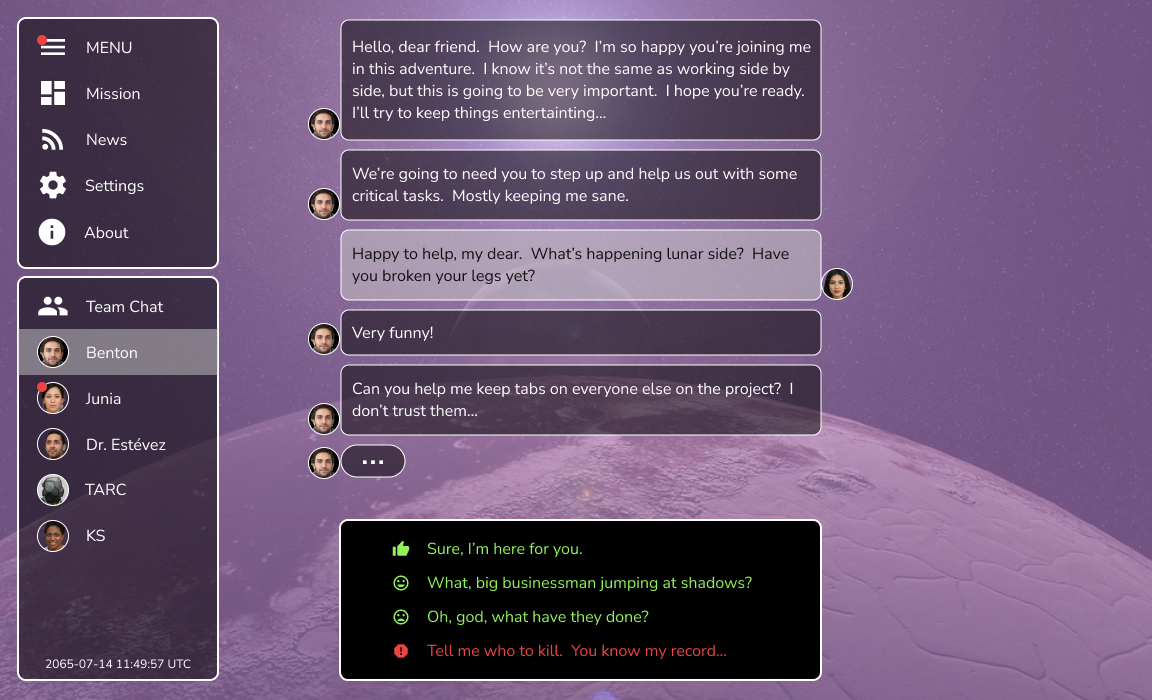 MENU
Mission
News
Settings
About
Team Chat
Benton
Junia
Dr. Estévez
TARC
KS
2065-07-14 11:49:57 UTC
Hello, dear friend.  How are you?  I'm so happy you're joining me
in this adventure.  I know it's not the same as working side by
side, but this is going to be very important.  I hope you're ready.
I'll try to keep things entertainting...
We're going to need you to step up and help us out with some
critical tasks.  Mostly keeping me sane.
Happy to help, my dear.  What's happening lunar side?  Have
you broken your legs yet?
Very funny!
Can you help me keep tabs on everyone else on the project?  I
don't trust them...
...
Sure, I'm here for you.
What, big businessman jumping at shadows?
Oh, god, what have they done?
Tell me who to kill.  You know my record...